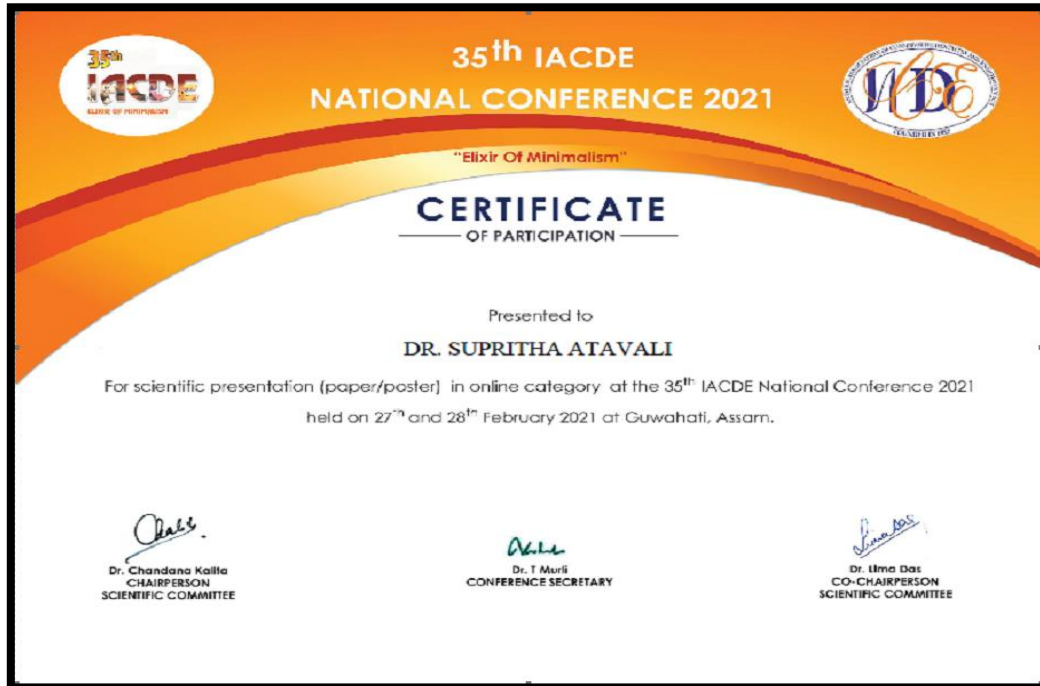 35th
IACDE
ELIXIR OF MINIMALISM
35th IACDE
NATIONAL CONFERENCE 2021
"Elixir Of Minimalism"
CERTIFICATE
OF PARTICIPATION
Presented to
DR. SUPRITHA ATAVALI
For scientific presentation (paper/poster) in online category at the 35th IACDE National Conference 2021
held on 27th and 28th February 2021 at Guwahati, Assam.
Dr. Chandana Kalita
CHAIRPERSON
SCIENTIFIC COMMITTEE
Dr. T Murli
CONFERENCE SECRETARY
Dr. Lima Das
CO-CHAIRPERSON
SCIENTIFIC COMMITTEE